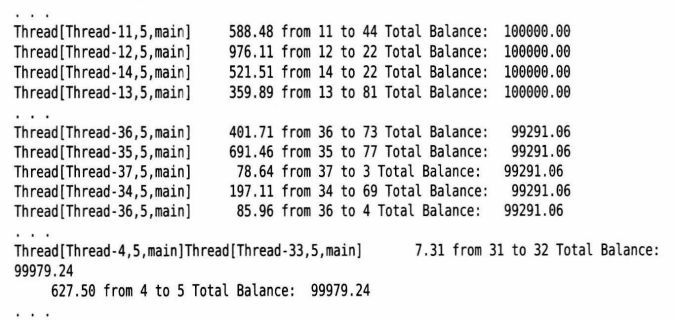 . . .
Thread[Thread-11,5,main]     588.48 from 11 to 44 Total Balance:  100000.00
Thread[Thread-12,5,main]     976.11 from 12 to 22 Total Balance:  100000.00
Thread[Thread-14,5,main]     521.51 from 14 to 22 Total Balance:  100000.00
Thread[Thread-13,5,main]     359.89 from 13 to 81 Total Balance:  100000.00
. . .
Thread[Thread-36,5,main]     401.71 from 36 to 73 Total Balance:   99291.06
Thread[Thread-35,5,main]     691.46 from 35 to 77 Total Balance:   99291.06
Thread[Thread-37,5,main]      78.64 from 37 to 3 Total Balance:   99291.06
Thread[Thread-34,5,main]     197.11 from 34 to 69 Total Balance:   99291.06
Thread[Thread-36,5,main]      85.96 from 36 to 4 Total Balance:   99291.06
. . .
Thread[Thread-4,5,main]Thread[Thread-33,5,main]       7.31 from 31 to 32 Total Balance:
99979.24
     627.50 from 4 to 5 Total Balance:  99979.24
. . .